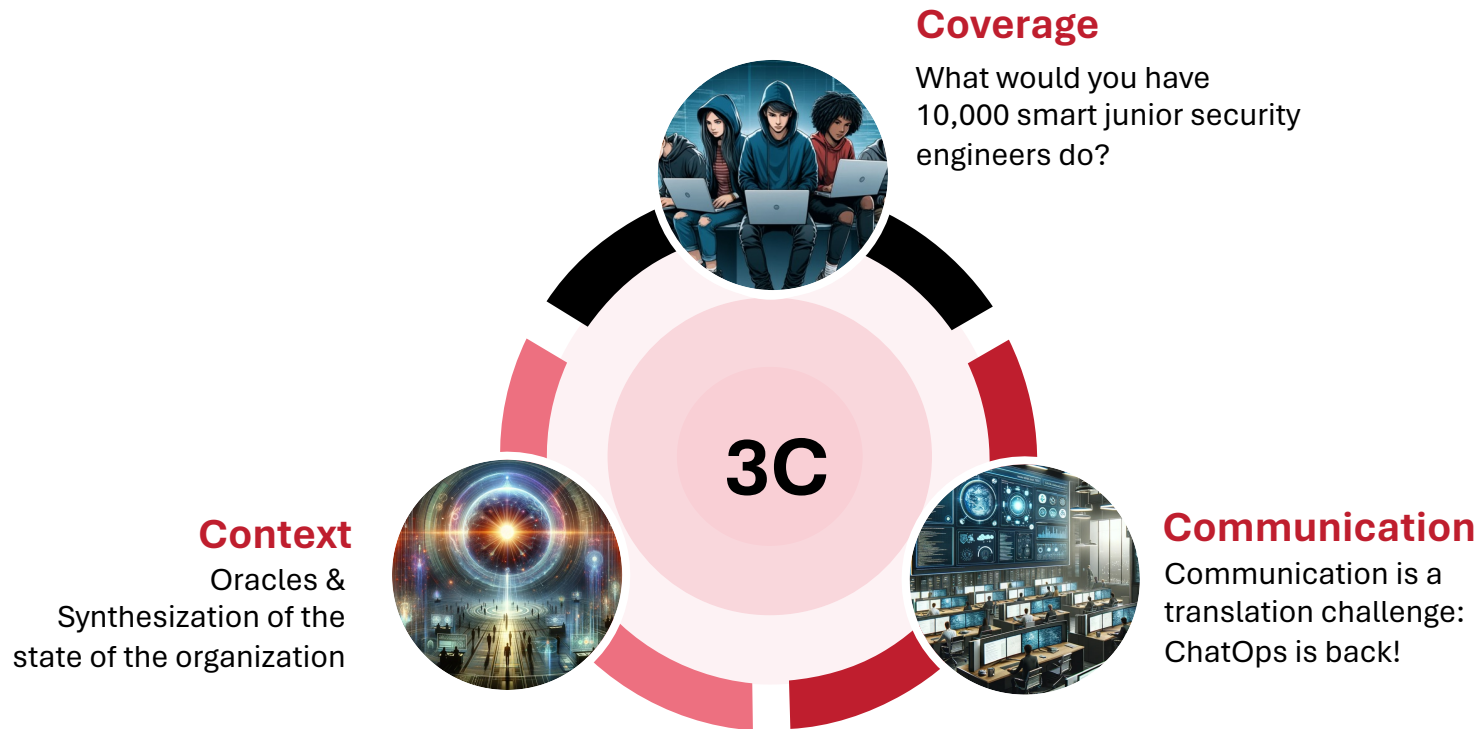 Coverage
What would you have
10,000 smart junior security
engineers do?
3C
Context
Oracles &
Synthesization of the
state of the organization
Communication
Communication is a
translation challenge:
ChatOps is back!